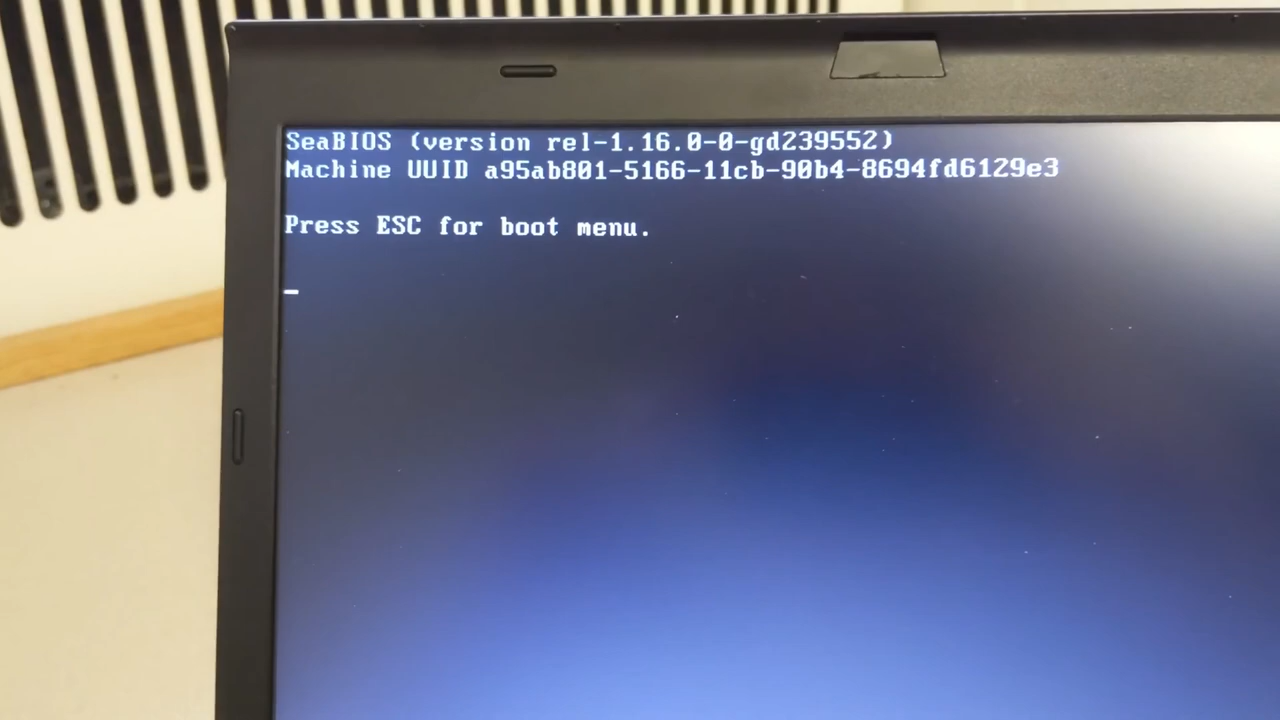 SeaBIOS (version rel-1.16.0-0-gd239552)
Machine UUID a95ab801-5166-11cb-90b4-8694fd6129e3
Press ESC for boot menu.